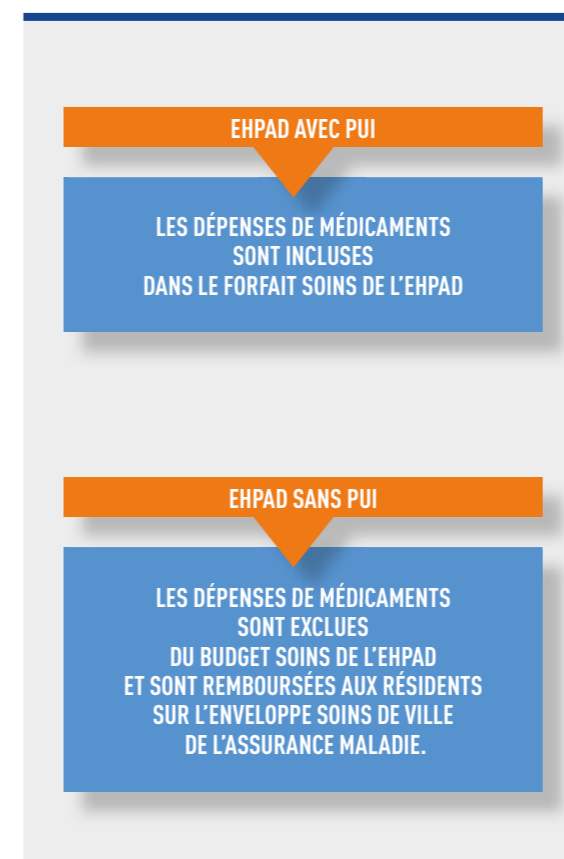 EHPAD AVEC PUI
LES DÉPENSES DE MÉDICAMENTS
SONT INCLUSES
DANS LE FORFAIT SOINS DE L'EHPAD
EHPAD SANS PUI
LES DÉPENSES DE MÉDICAMENTS
SONT EXCLUES
DU BUDGET SOINS DE L'EHPAD
ET SONT REMBOURSÉES AUX RÉSIDENTS
SUR L'ENVELOPPE SOINS DE VILLE
DE L'ASSURANCE MALADIE.